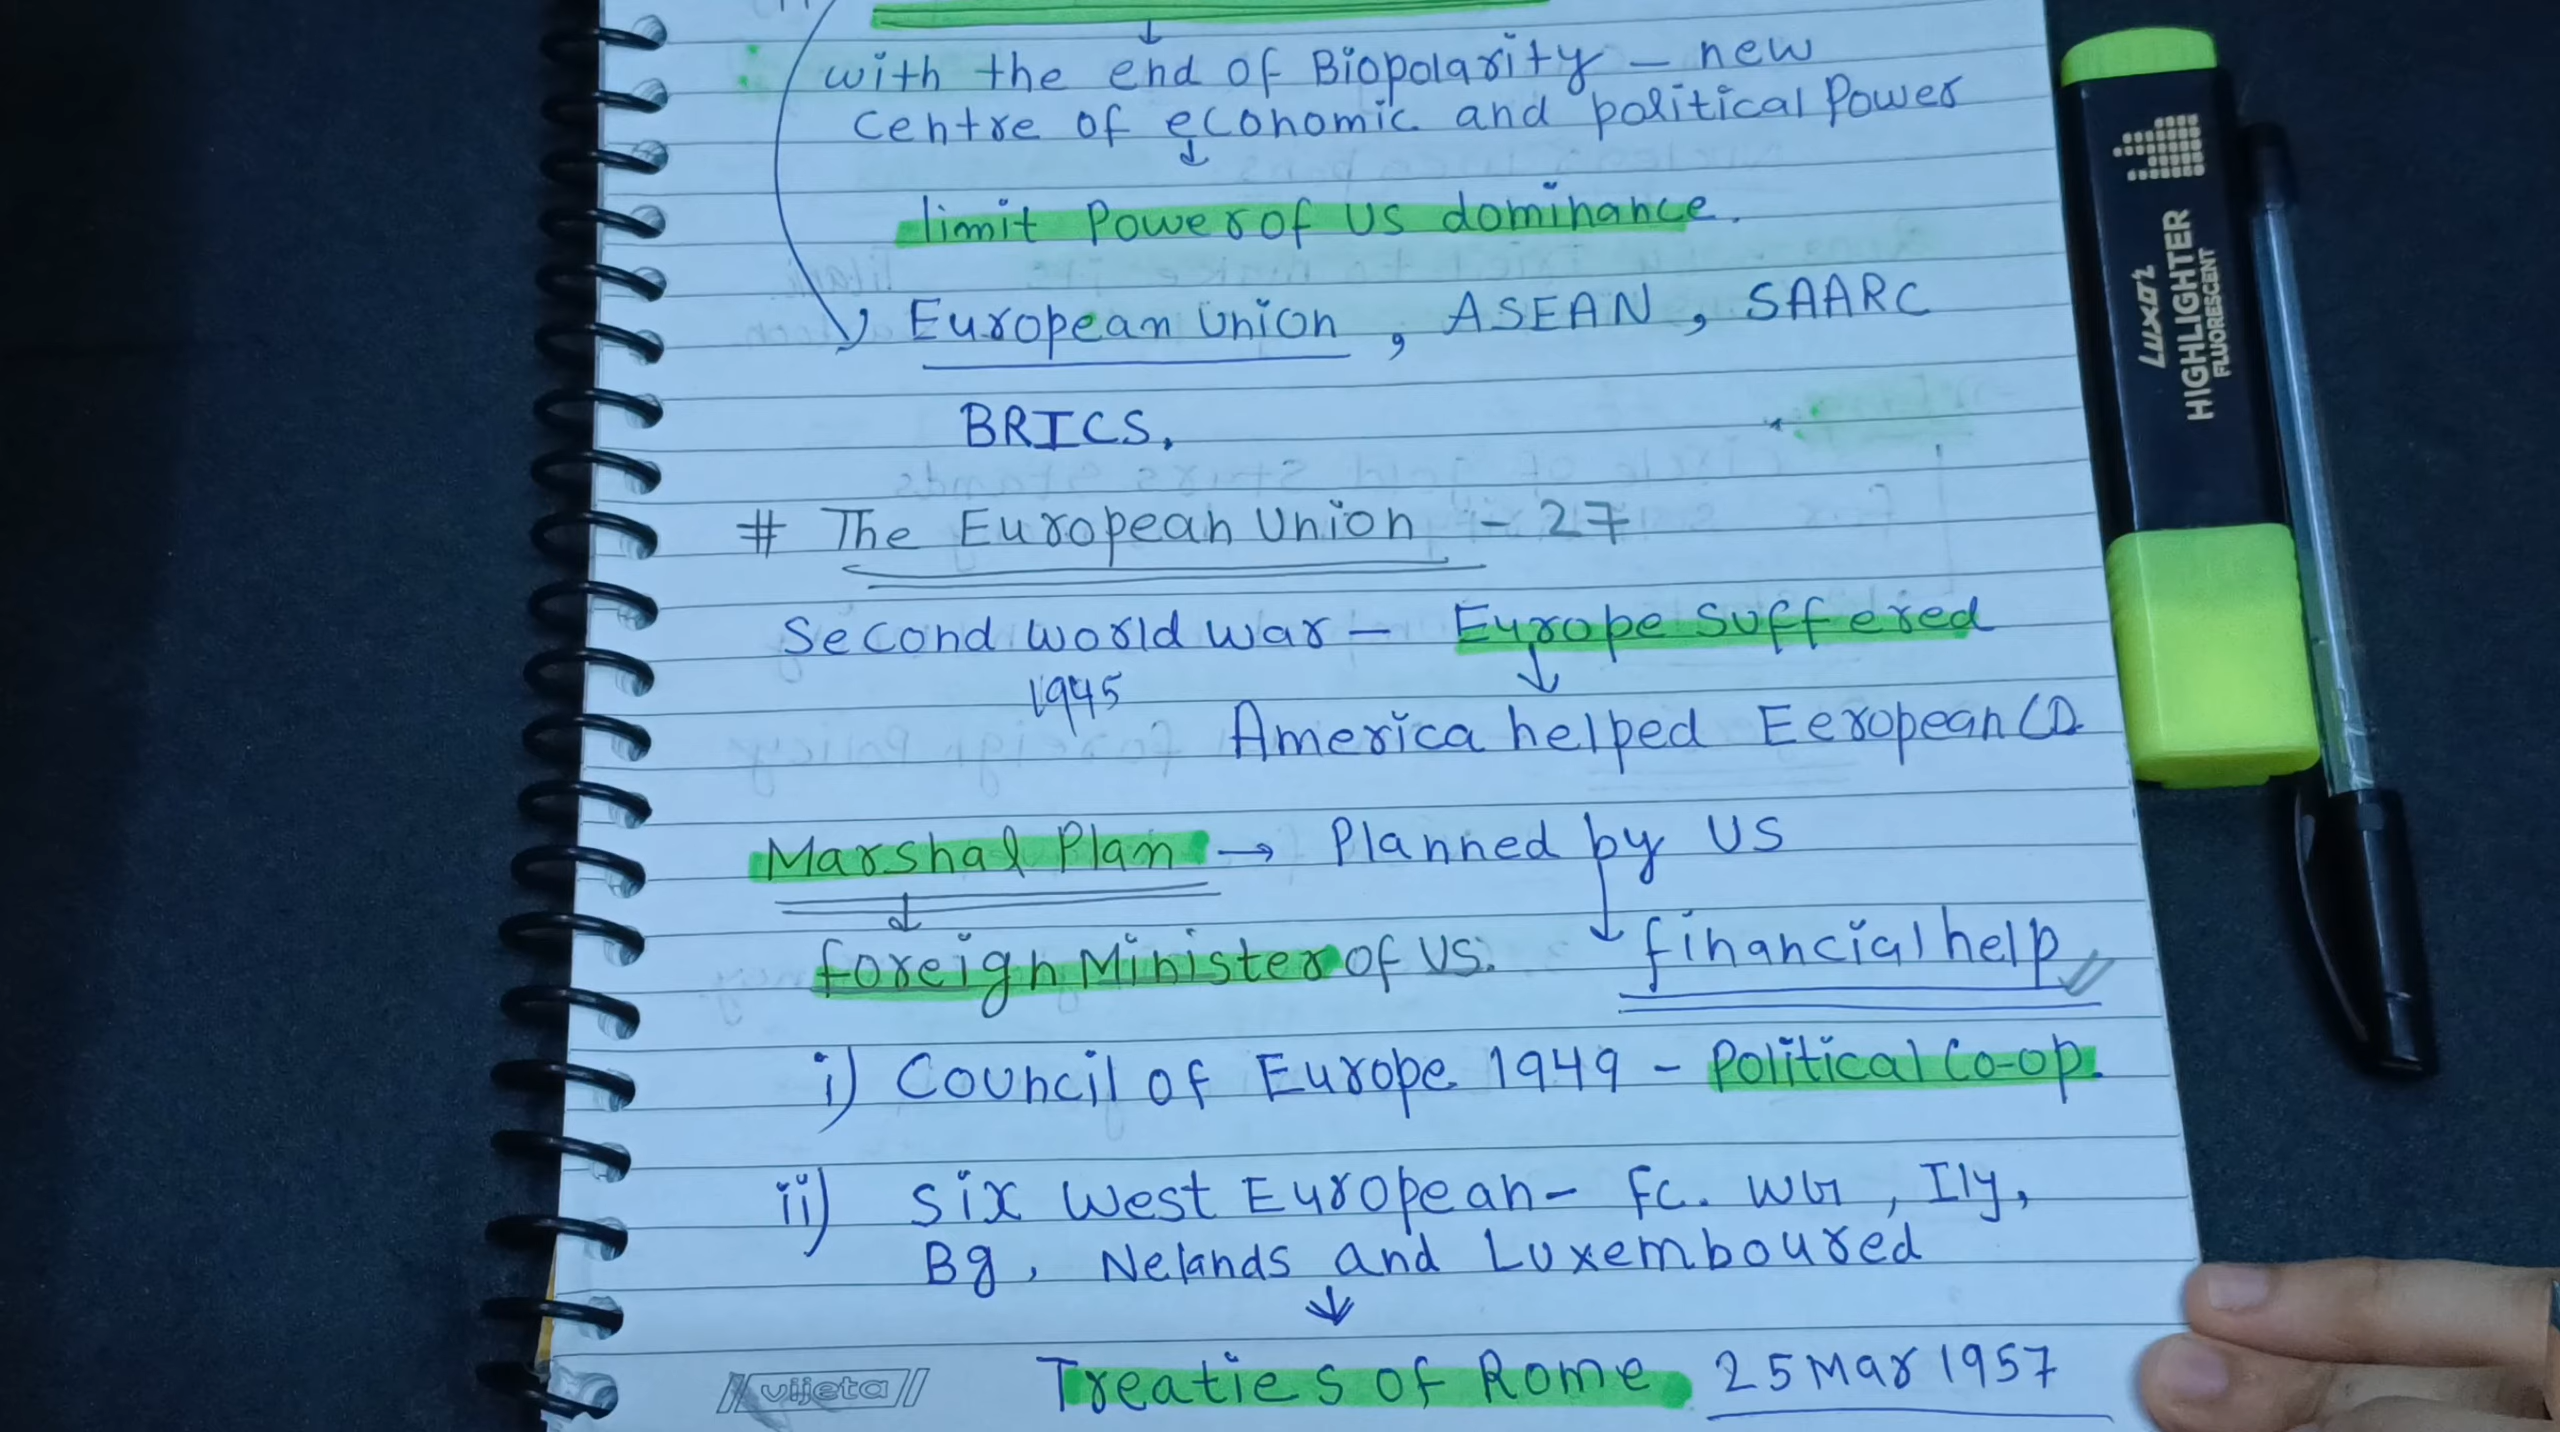 with the end of Biopolarity – new
centre of economic and political Power
limit Power of US dominance.
European Union , ASEAN , SAARC
BRICS.
# The European Union – 27
Second world war – Europe Suffered
1945
America helped Eeropean CD.
Marshal Plan → Planned by US
foreign Minister of US.
financial help
i) Council of Europe 1949 – Political Co-op.
ii) Six West European – Fc. WG , Ily,
Bg , Nelands and Luxemboured
Treaties of Rome 25 Mar 1957
vijeta
LUXOR
HIGHLIGHTER
FLUORESCENT